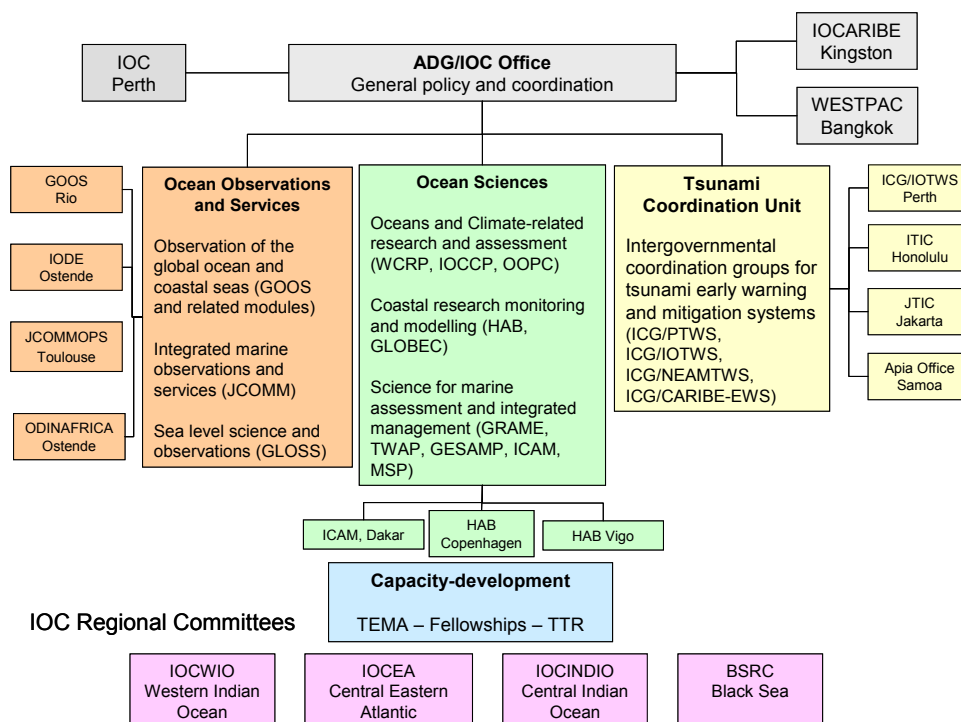 IOC
Perth
ADG/IOC Office
General policy and coordination
IOCARIBE
Kingston
WESTPAC
Bangkok
GOOS
Rio
IODE
Ostende
JCOMMOPS
Toulouse
ODINAFRICA
Ostende
Ocean Observations
and Services
Observation of the
global ocean and
coastal seas (GOOS
and related modules)
Integrated marine
observations and
services (JCOMM)
Sea level science and
observations (GLOSS)
Ocean Sciences
Oceans and Climate-related
research and assessment
(WCRP, IOCCP, OOPC)
Coastal research monitoring
and modelling (HAB,
GLOBEC)
Science for marine
assessment and integrated
management (GRAME,
TWAP, GESAMP, ICAM,
MSP)
Tsunami
Coordination Unit
Intergovernmental
coordination groups for
tsunami early warning
and mitigation systems
(ICG/PTWS,
ICG/IOTWS,
ICG/NEAMTWS,
ICG/CARIBE-EWS)
ICG/IOTWS
Perth
ITIC
Honolulu
JTIC
Jakarta
Apia Office
Samoa
ICAM, Dakar
HAB
Copenhagen
HAB Vigo
Capacity-development
TEMA – Fellowships – TTR
IOC Regional Committees
IOCWIO
Western Indian
Ocean
IOCEA
Central Eastern
Atlantic
IOCINDIO
Central Indian
Ocean
BSRC
Black Sea